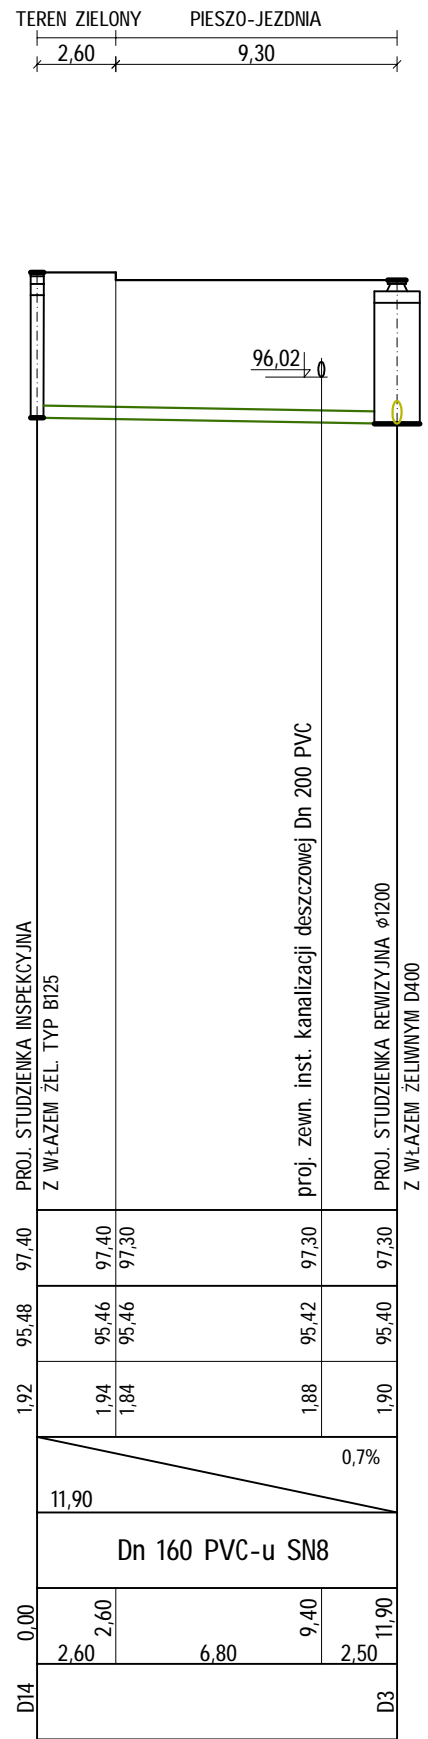 TEREN ZIELONY PIESZO-JEZDNIA
2,60 9,30
96,02
PROJ. STUDZIENKA INSPEKCYJNA
Z WŁAZEM ŻEL. TYP B125
proj. zewn. inst. kanalizacji deszczowej Dn 200 PVC
PROJ. STUDZIENKA REWIZYJNA ø1200
Z WŁAZEM ŻELIWNYM D400
97,40 97,40 97,30 97,30 97,30
95,48 95,46 95,46 95,42 95,40
1,92 1,94 1,84 1,88 1,90
0,7%
11,90
Dn 160 PVC-u SN8
0,00 2,60 9,40 11,90
2,60 6,80 2,50
D14 D3